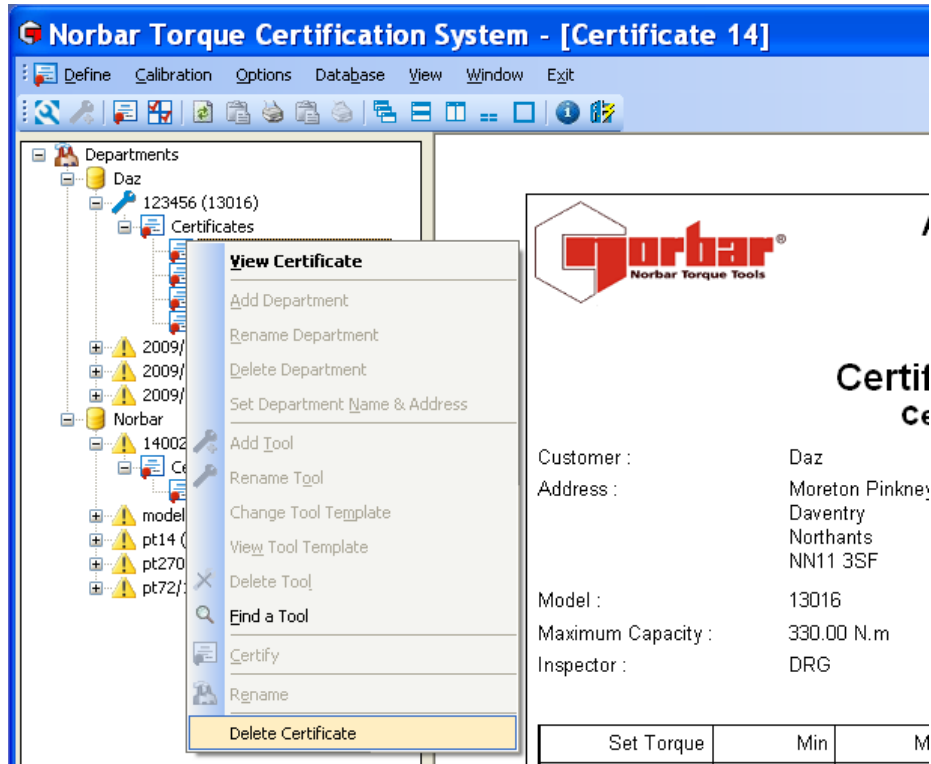 Norbar Torque Certification System - [Certificate 14]
Define Calibration Options Database View Window Exit
Departments
Daz
123456 (13016)
Certificates
2009/
2009/
2009/
Norbar
14002
Ce
model
pt14 (
pt270
pt72/
View Certificate
Add Department
Rename Department
Delete Department
Set Department Name & Address
Add Tool
Rename Tool
Change Tool Template
View Tool Template
Delete Tool
Find a Tool
Certify
Rename
Delete Certificate
norbar®
Norbar Torque Tools
A
Certif
Ce
Customer : Daz
Address : Moreton Pinkney
Daventry
Northants
NN11 3SF
Model : 13016
Maximum Capacity : 330.00 N.m
Inspector : DRG
Set Torque Min M